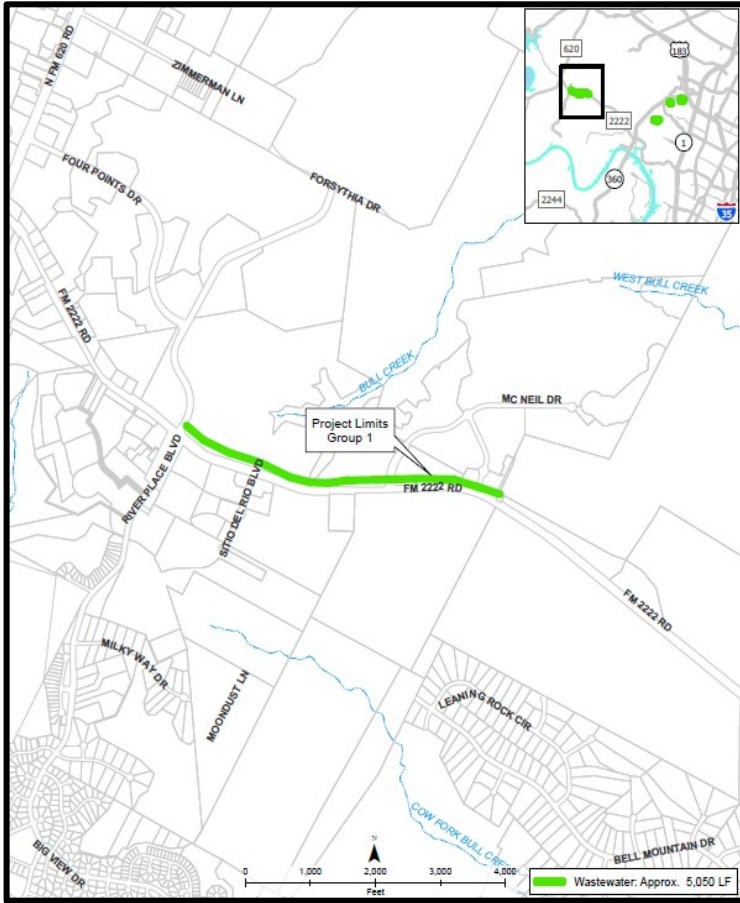 N FM 620 RD
ZIMMERMAN LN
620
183
2222
1
360
2244
35
FOUR POINTS DR
FORSYTHIA DR
WEST BULL CREEK
FM 2222 RD
BULL CREEK
MC NEIL DR
Project Limits
Group 1
RIVER PLACE BLVD
SITIO DEL RIO BLVD
FM 2222 RD
FM 2222 RD
MILKY WAY DR
MOONDUST LN
LEANING ROCK CIR
COW FORK BULL CREE
BIG VIEW DR
BELL MOUNTAIN DR
N
0 1,000 2,000 3,000 4,000
Feet
Wastewater: Approx. 5,050 LF